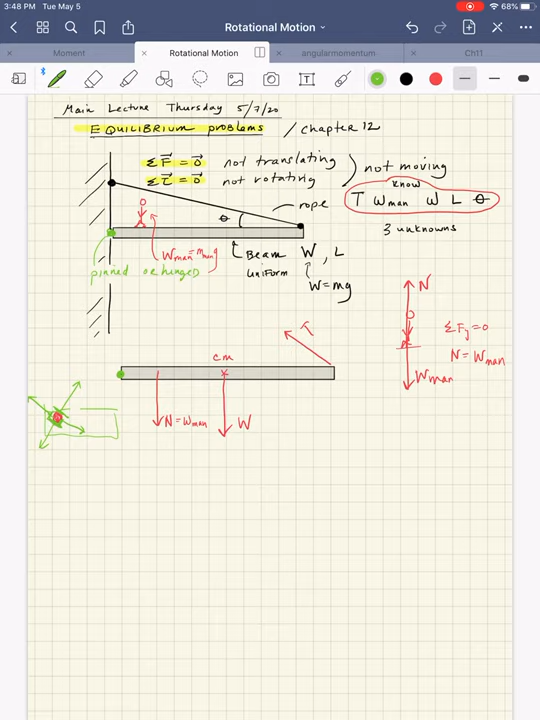 3:48 PM Tue May 5
68%
Rotational Motion
Moment
Rotational Motion
angularmomentum
Ch11
Main Lecture Thursday 5/7/20
EQUILIBRIUM problems / chapter 12
ΣF = 0 not translating
Στ = 0 not rotating
not moving
know
T Wman W L θ
3 unknowns
rope
θ
Wman = mman g
Beam W, L
uniform
W = mg
pinned or hinged
N
ΣFy = 0
N = Wman
Wman
T
cm
N = Wman
W